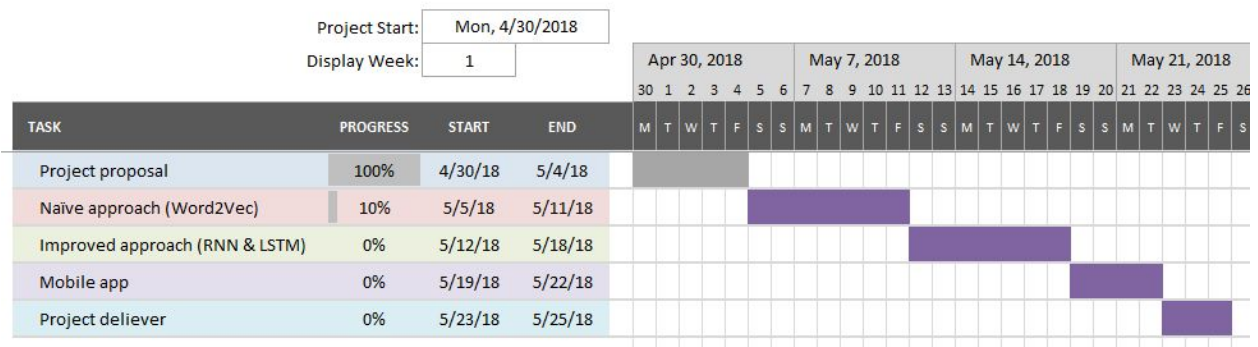 Project Start: Mon, 4/30/2018
Display Week: 1
Apr 30, 2018 May 7, 2018 May 14, 2018 May 21, 2018
30 1 2 3 4 5 6 7 8 9 10 11 12 13 14 15 16 17 18 19 20 21 22 23 24 25 26
TASK PROGRESS START END M T W T F S S M T W T F S S M T W T F S S M T W T F S
Project proposal 100% 4/30/18 5/4/18
Naïve approach (Word2Vec) 10% 5/5/18 5/11/18
Improved approach (RNN & LSTM) 0% 5/12/18 5/18/18
Mobile app 0% 5/19/18 5/22/18
Project deliever 0% 5/23/18 5/25/18